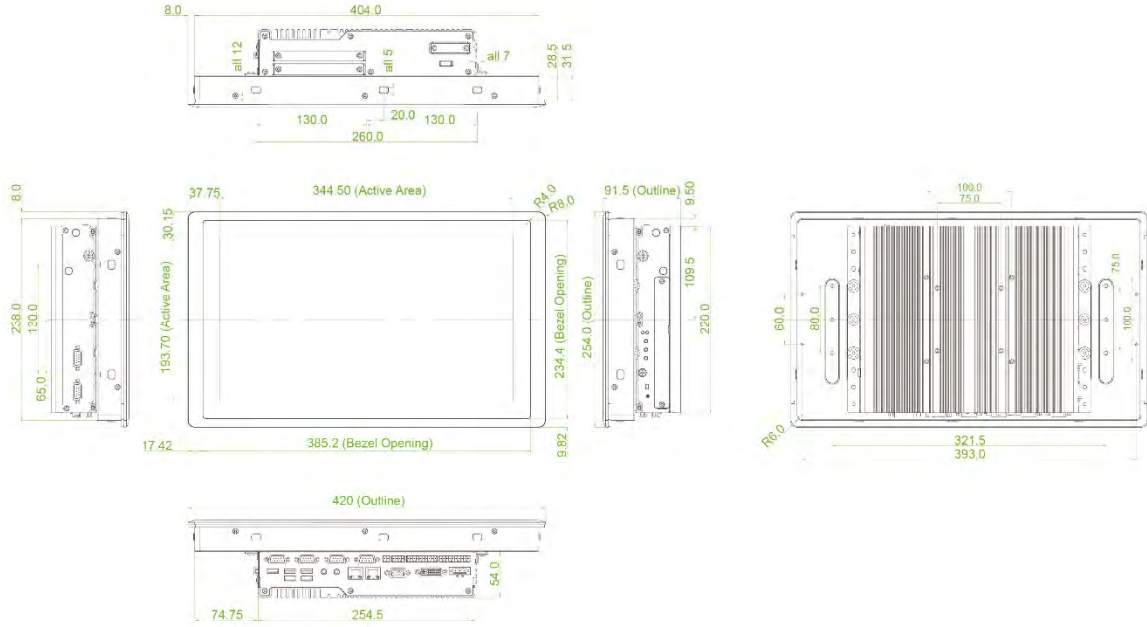 8.0
404.0
all 12
all 5
all 7
28.5
31.5
130.0
20.0
130.0
260.0
8.0
238.0
130.0
65.0
37.75
344.50 (Active Area)
R4.0
R8.0
30.15
193.70 (Active Area)
234.4 (Bezel Opening)
17.42
385.2 (Bezel Opening)
9.82
91.5 (Outline)
9.50
254.0 (Outline)
109.5
220.0
100.0
75.0
60.0
80.0
75.0
100.0
R6.0
321.5
393.0
420 (Outline)
54.0
74.75
254.5